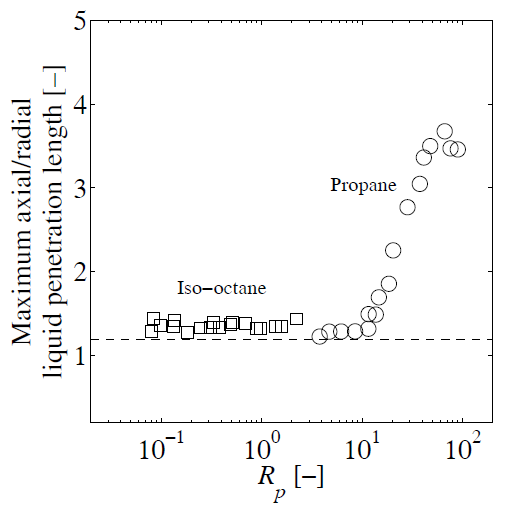 Maximum axial/radial
liquid penetration length [−]
5
4
3
2
1
Propane
Iso−octane
10⁻¹
10⁰
10¹
10²
Rₚ [−]